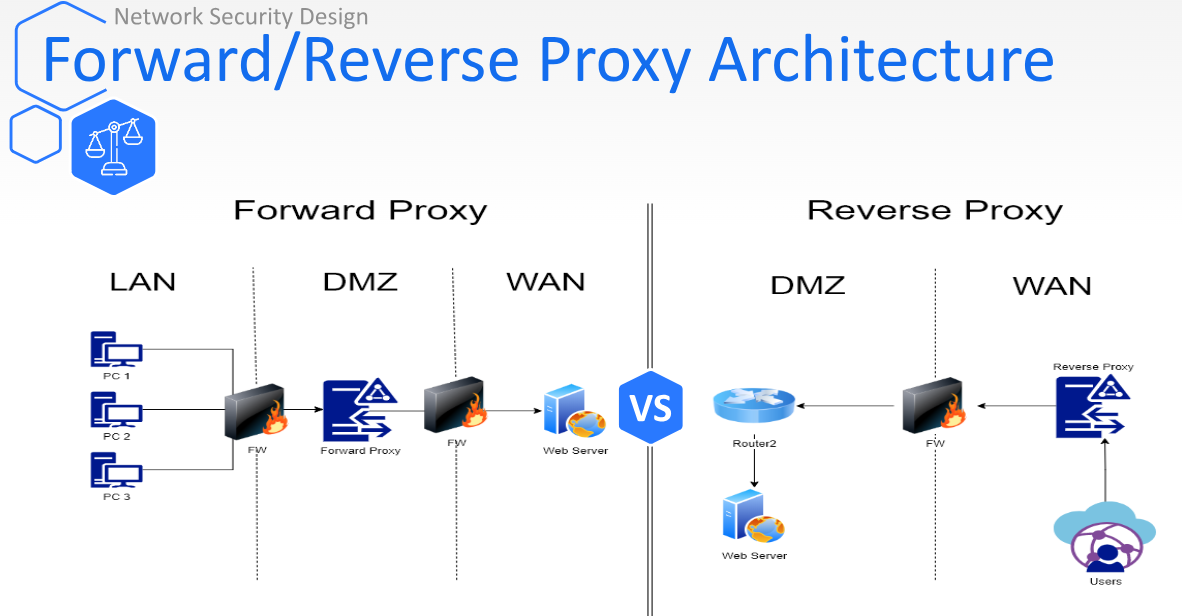 Network Security Design
Forward/Reverse Proxy Architecture
Forward Proxy
LAN
DMZ
WAN
PC 1
PC 2
PC 3
FW
Forward Proxy
FW
Web Server
VS
Reverse Proxy
DMZ
WAN
Reverse Proxy
Router2
FW
Web Server
Users